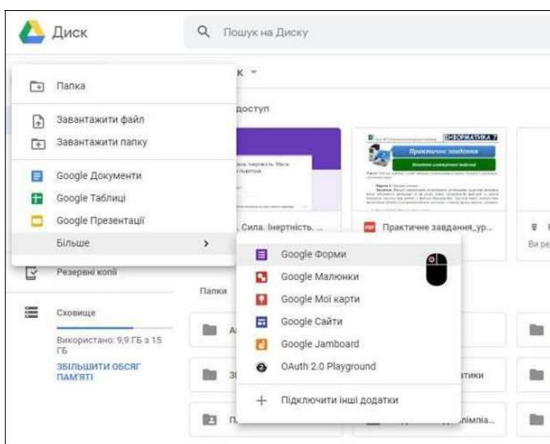 Диск
Пошук на Диску
Папка
Завантажити файл
Завантажити папку
Google Документи
Google Таблиці
Google Презентації
Більше
доступ
ІНФОРМАТИКА 7
Практичне завдання
Сила. Інертність. ...
Практичне завдання_ур...
Google Форми
Google Малюнки
Google Мої карти
Google Сайти
Google Jamboard
OAuth 2.0 Playground
Підключити інші додатки
Резервні копії
Папки
Сховище
Використано: 9,9 ГБ з 15
ГБ
ЗБІЛЬШИТИ ОБСЯГ
ПАМ'ЯТІ